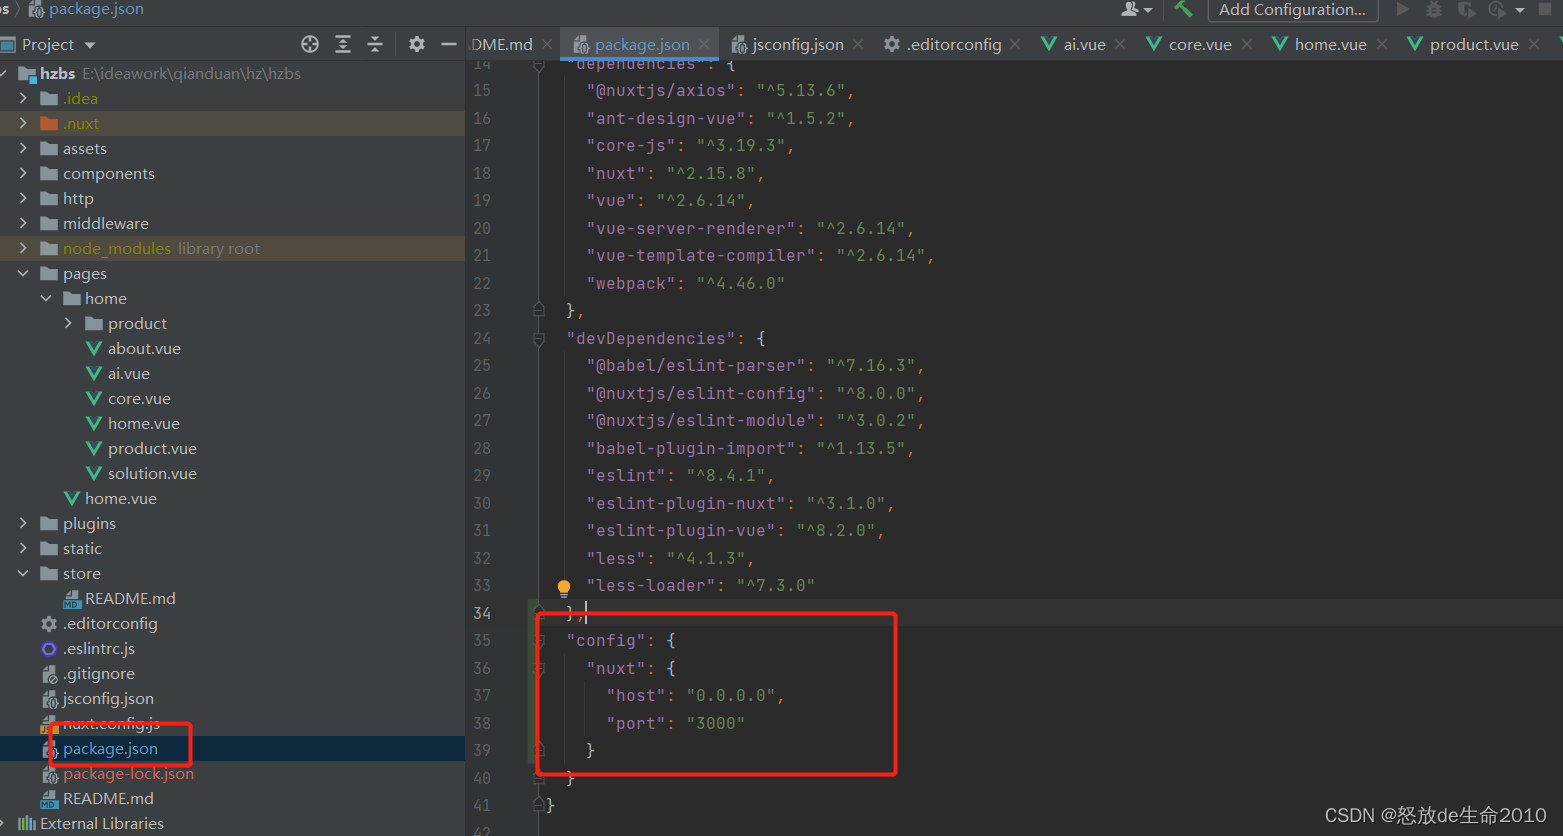 os
package.json
Add Configuration...
Project
DME.md
package.json
jsconfig.json
.editorconfig
ai.vue
core.vue
home.vue
product.vue
hzbs E:\ideawork\qianduan\hz\hzbs
.idea
.nuxt
assets
components
http
middleware
node_modules library root
pages
home
product
about.vue
ai.vue
core.vue
home.vue
product.vue
solution.vue
home.vue
plugins
static
store
README.md
.editorconfig
.eslintrc.js
.gitignore
jsconfig.json
nuxt.config.js
package.json
package-lock.json
README.md
External Libraries
14 "dependencies": {
15 "@nuxtjs/axios": "^5.13.6",
16 "ant-design-vue": "^1.5.2",
17 "core-js": "^3.19.3",
18 "nuxt": "^2.15.8",
19 "vue": "^2.6.14",
20 "vue-server-renderer": "^2.6.14",
21 "vue-template-compiler": "^2.6.14",
22 "webpack": "^4.46.0"
23 },
24 "devDependencies": {
25 "@babel/eslint-parser": "^7.16.3",
26 "@nuxtjs/eslint-config": "^8.0.0",
27 "@nuxtjs/eslint-module": "^3.0.2",
28 "babel-plugin-import": "^1.13.5",
29 "eslint": "^8.4.1",
30 "eslint-plugin-nuxt": "^3.1.0",
31 "eslint-plugin-vue": "^8.2.0",
32 "less": "^4.1.3",
33 "less-loader": "^7.3.0"
34 },
35 "config": {
36 "nuxt": {
37 "host": "0.0.0.0",
38 "port": "3000"
39 }
40 }
41 }
42
CSDN @怒放de生命2010